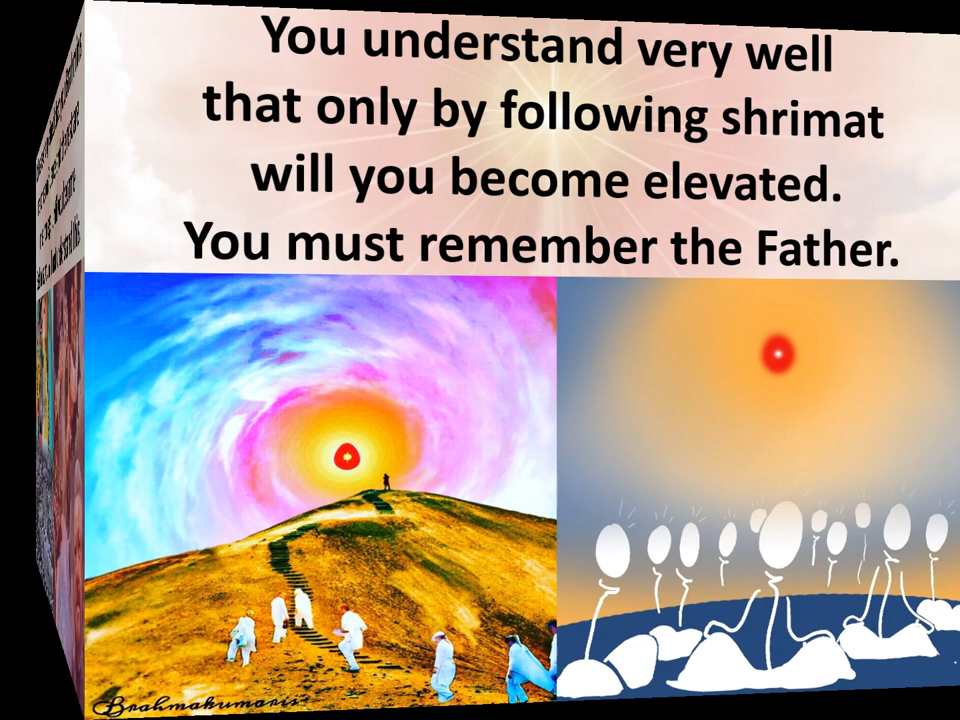 You understand very well
that only by following shrimat
will you become elevated.
You must remember the Father.
Brahmakumaris